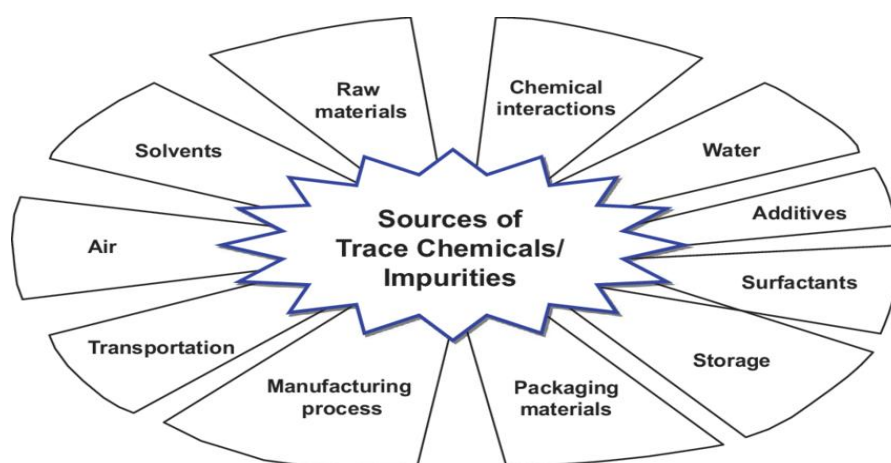 Raw
materials
Chemical
interactions
Solvents
Water
Sources of
Trace Chemicals/
Impurities
Additives
Air
Surfactants
Transportation
Storage
Manufacturing
process
Packaging
materials